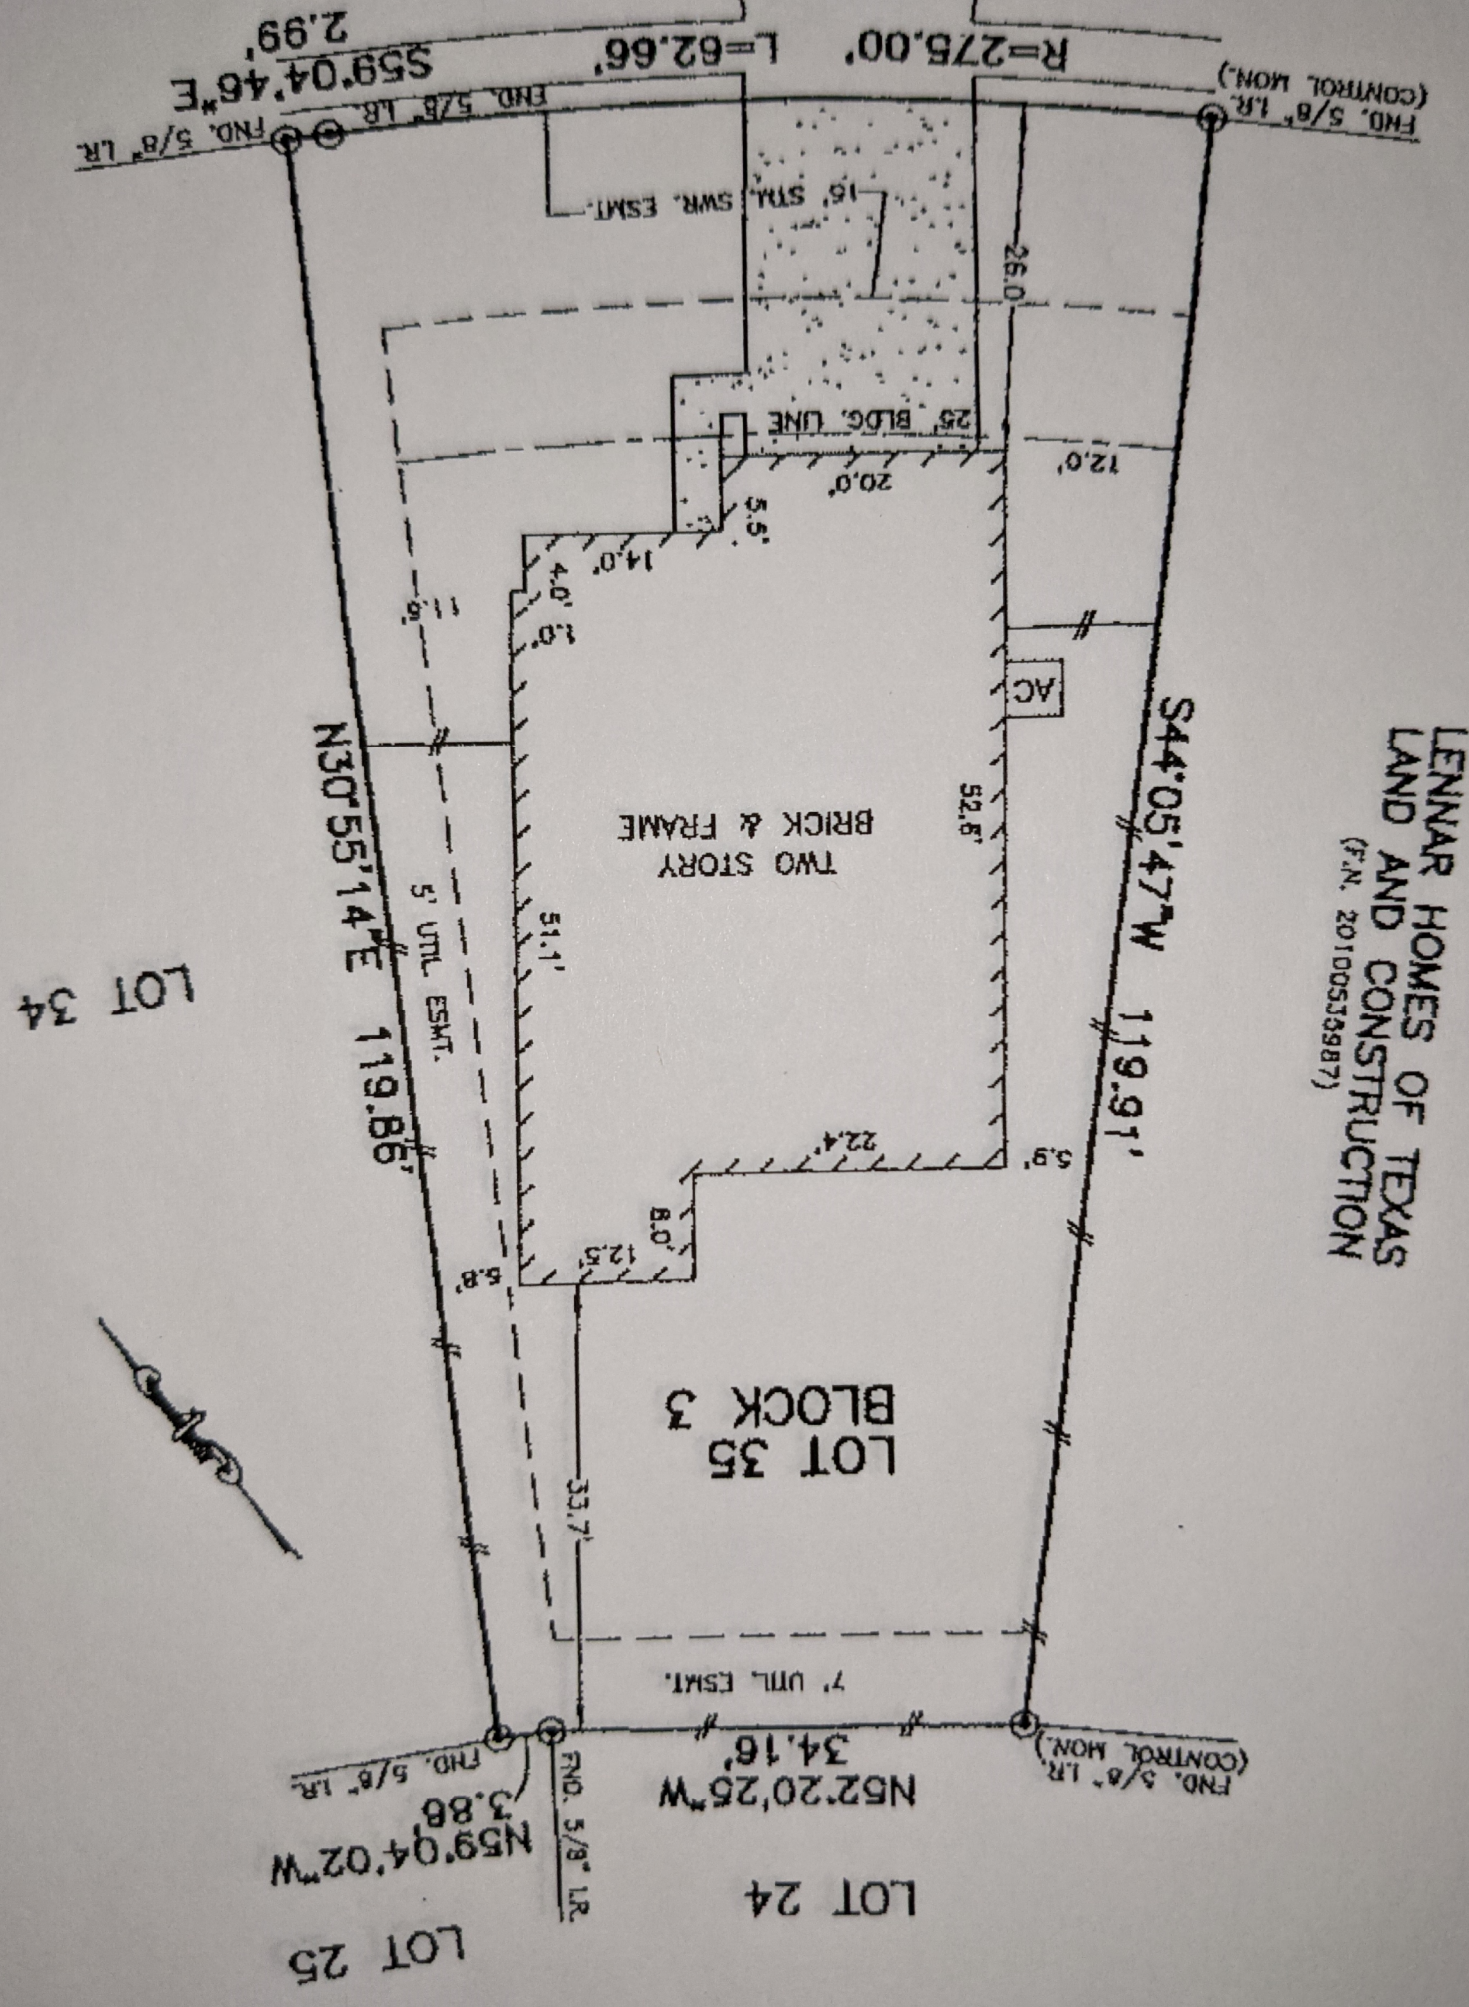 LOT 25
LOT 24
N59°04'02"W
3.86'
FND. 5/8" I.R.
FND. 5/8" I.R.
N52°20'25"W
34.16'
FND. 5/8" I.R.
(CONTROL MON.)
7' UTIL. ESMT.
33.7'
LOT 35
BLOCK 3
5.8'
12.5'
8.0'
22.4'
5.9'
LOT 34
N30°55'14"E 119.86'
5' UTIL. ESMT.
51.1'
TWO STORY
BRICK & FRAME
52.6'
S44°05'47"W 119.91'
LENNAR HOMES OF TEXAS
LAND AND CONSTRUCTION
AC
1.0'
4.0'
14.0'
5.5'
20.0'
12.0'
25' BLDG. LINE
26.0
STM. SWR. ESMT.
FND. 5/8" I.R.
FND. 5/8" I.R.
FND. 5/8" I.R.
(CONTROL MON.)
S59°04'46"E
2.99'
L=62.66'
R=275.00'